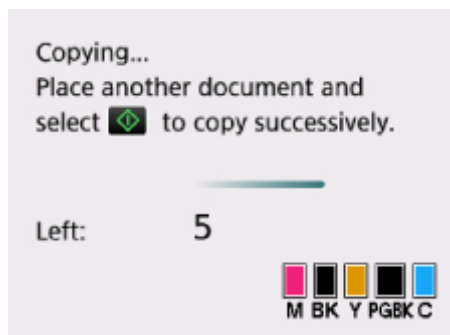 Copying...
Place another document and
select to copy successively.
Left: 5
M BK Y PGBK C